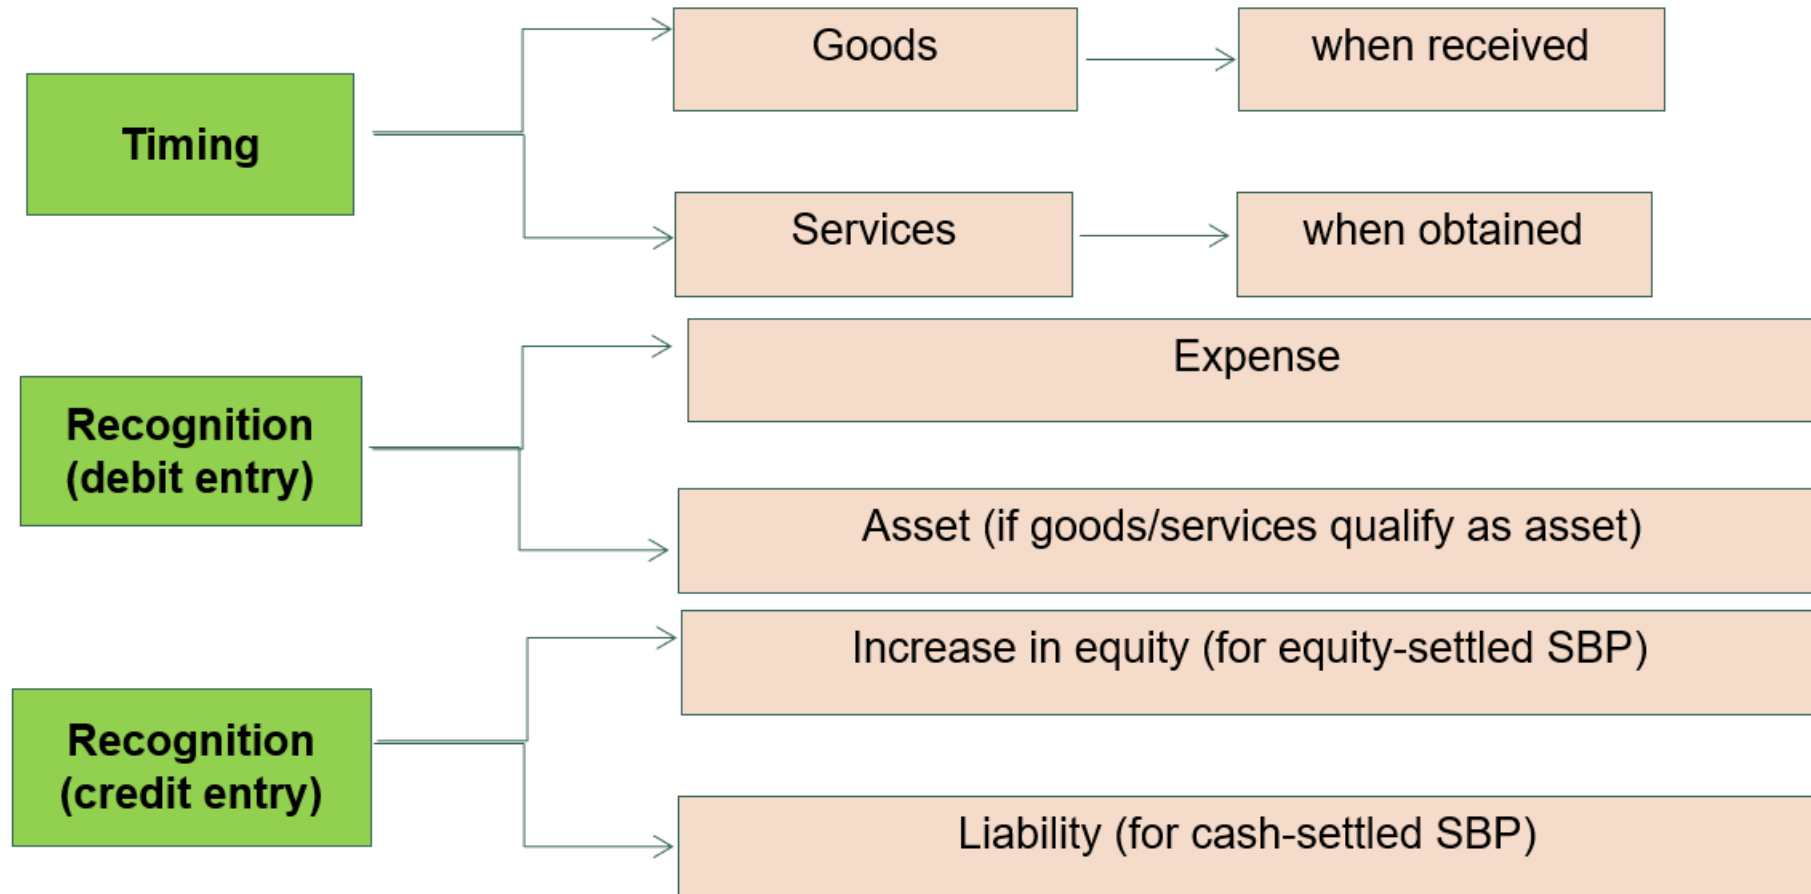 Timing
Goods
when received
Services
when obtained
Recognition
(debit entry)
Expense
Asset (if goods/services qualify as asset)
Recognition
(credit entry)
Increase in equity (for equity-settled SBP)
Liability (for cash-settled SBP)